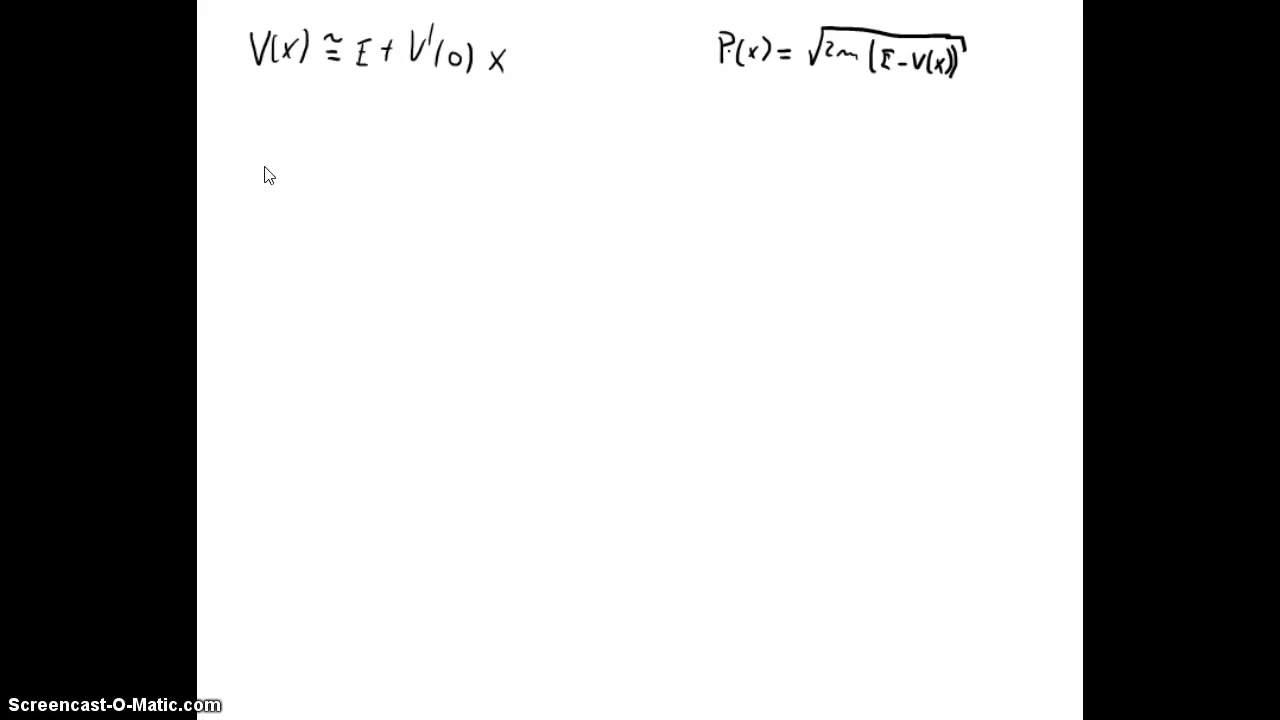 V(x) ≅ E + V'(0) x
P(x) = √2m (E - V(x))
Screencast-O-Matic.com